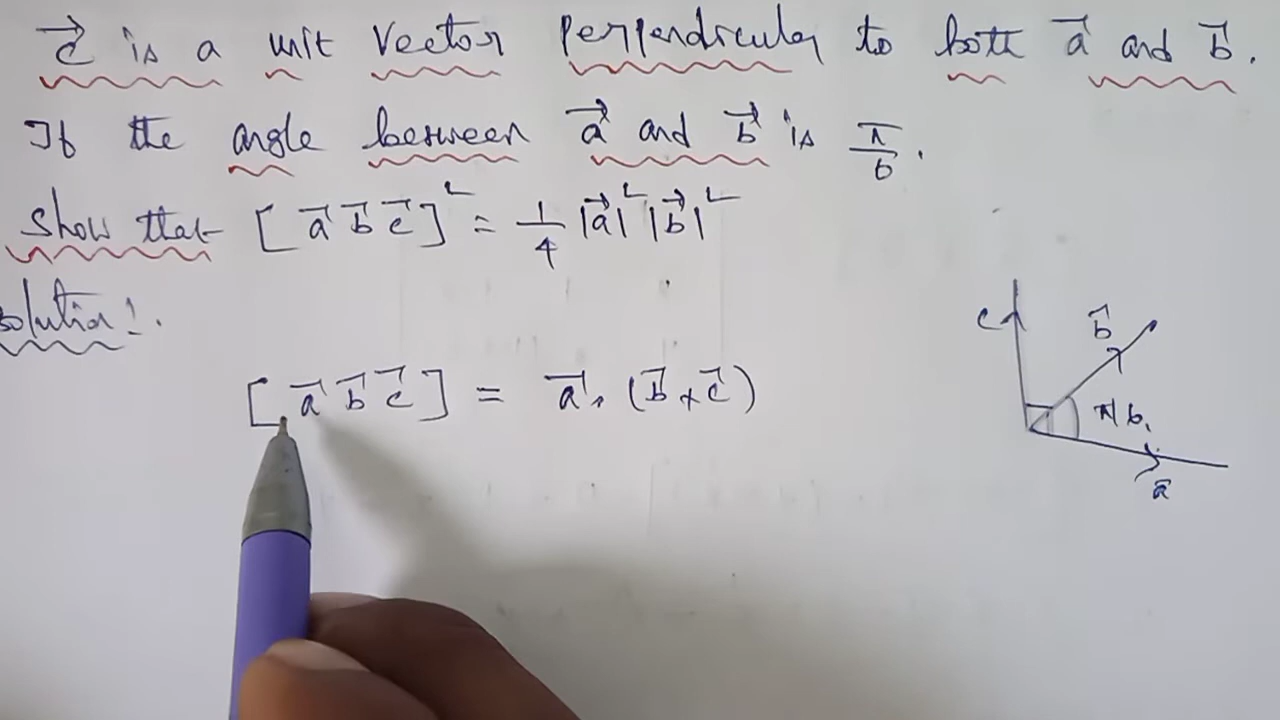 c⃗ is a unit vector perpendicular to both a⃗ and b⃗.
If the angle between a⃗ and b⃗ is π/6.
Show that [a⃗ b⃗ c⃗]² = 1/4 |a⃗|² |b⃗|²
solution:.
[a⃗ b⃗ c⃗] = a⃗. (b⃗ × c⃗)
c
b⃗
π/6.
a⃗